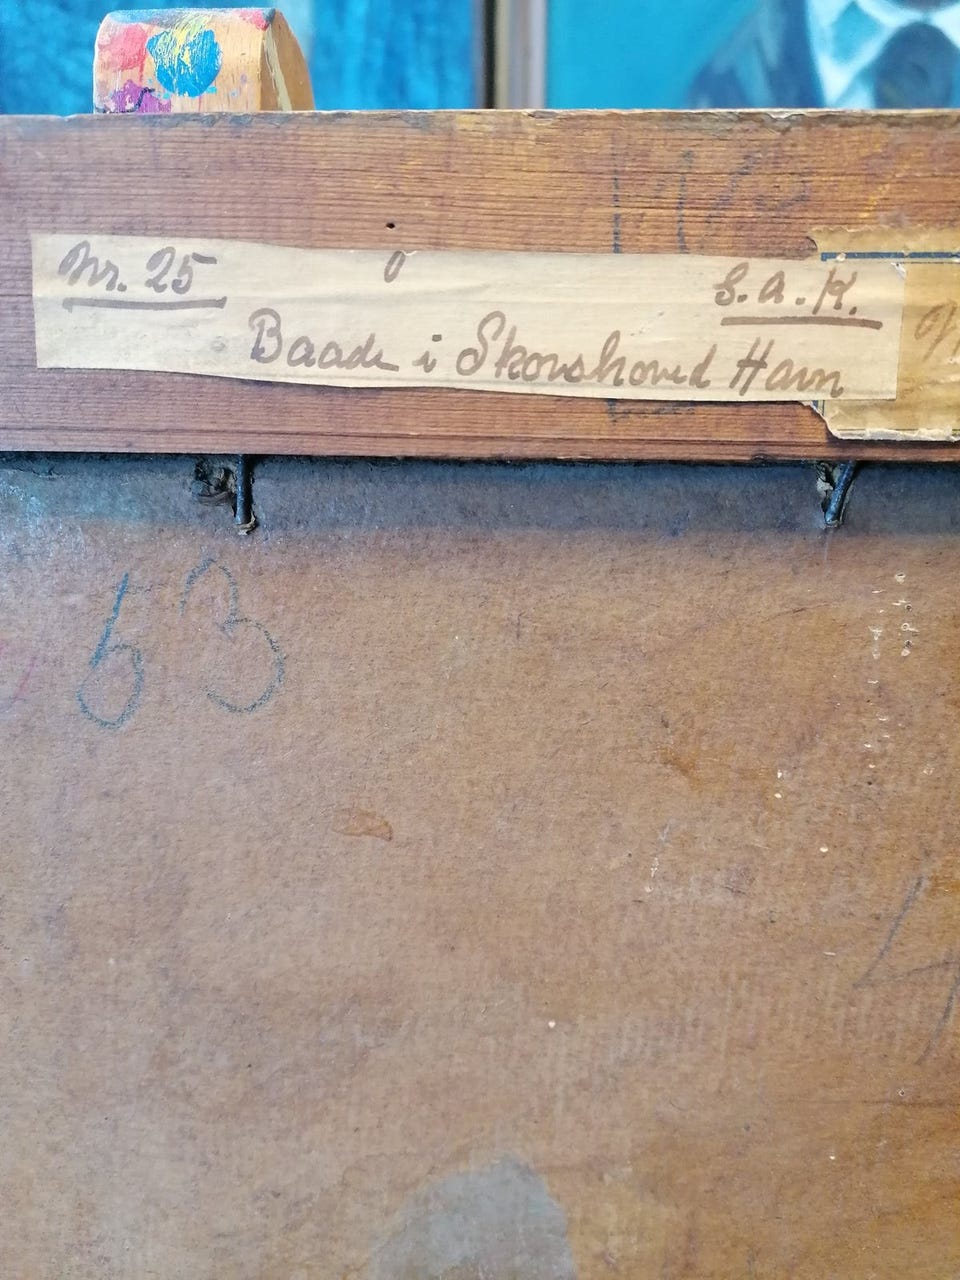 Nr. 25 S.A.K.
Baade i Skovshoved Havn
53